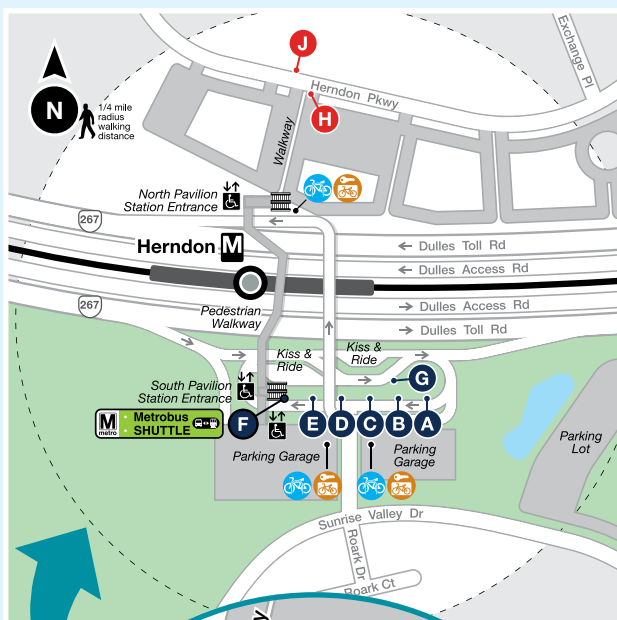 J
Exchange Pl
Herndon Pkwy
N
1/4 mile
radius
walking
distance
H
Walkway
North Pavilion
Station Entrance
267
Dulles Toll Rd
Herndon M
Dulles Access Rd
267
Dulles Access Rd
Pedestrian
Walkway
Dulles Toll Rd
Kiss &
Ride
Kiss &
Ride
G
South Pavilion
Station Entrance
M
metro
Metrobus
SHUTTLE
F
E
D
C
B
A
Parking Garage
Parking
Garage
Parking
Lot
Sunrise Valley Dr
Roark Dr
Roark Ct